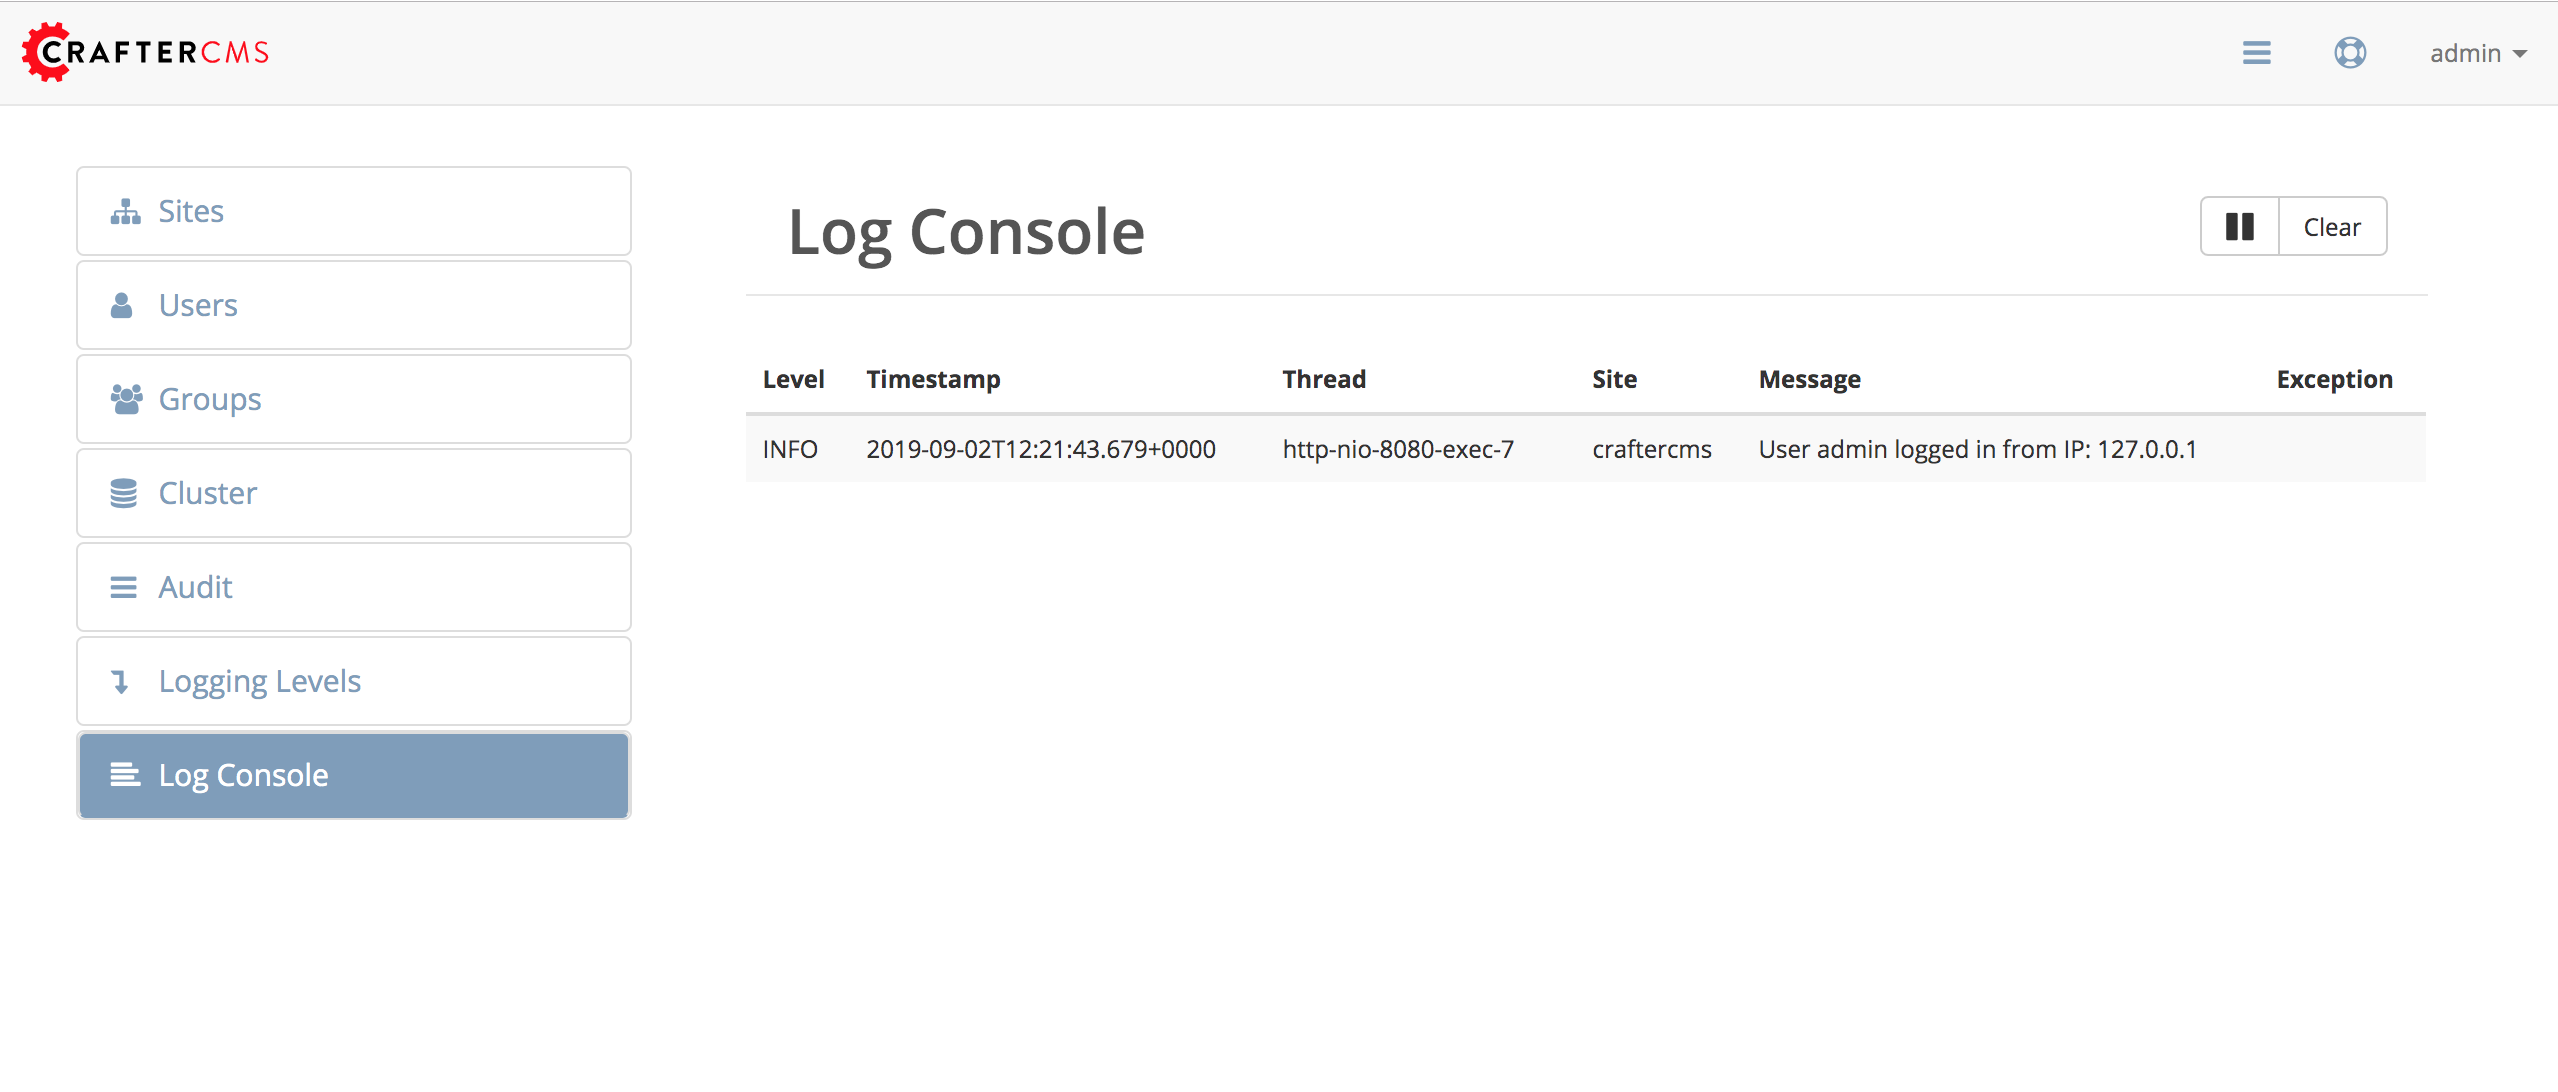 CRAFTERCMS
admin
Sites
Users
Groups
Cluster
Audit
Logging Levels
Log Console
Log Console
Clear
Level Timestamp Thread Site Message Exception
INFO 2019-09-02T12:21:43.679+0000 http-nio-8080-exec-7 craftercms User admin logged in from IP: 127.0.0.1